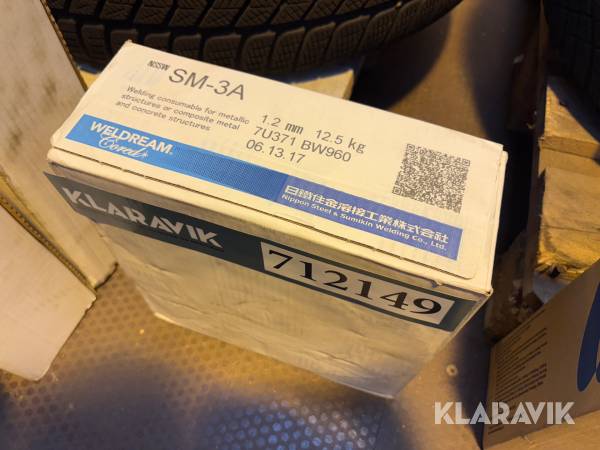 NSSW
SM-3A
Welding consumable for metallic
structures or composite metal
and concrete structures
1.2 mm 12.5 kg
7U371 BW960
06.13.17
WELDREAM
Cored+
日鐵住金溶接工業株式会社
Nippon Steel & Sumikin Welding Co., Ltd.
KLARAVIK
712149
KLARAVIK